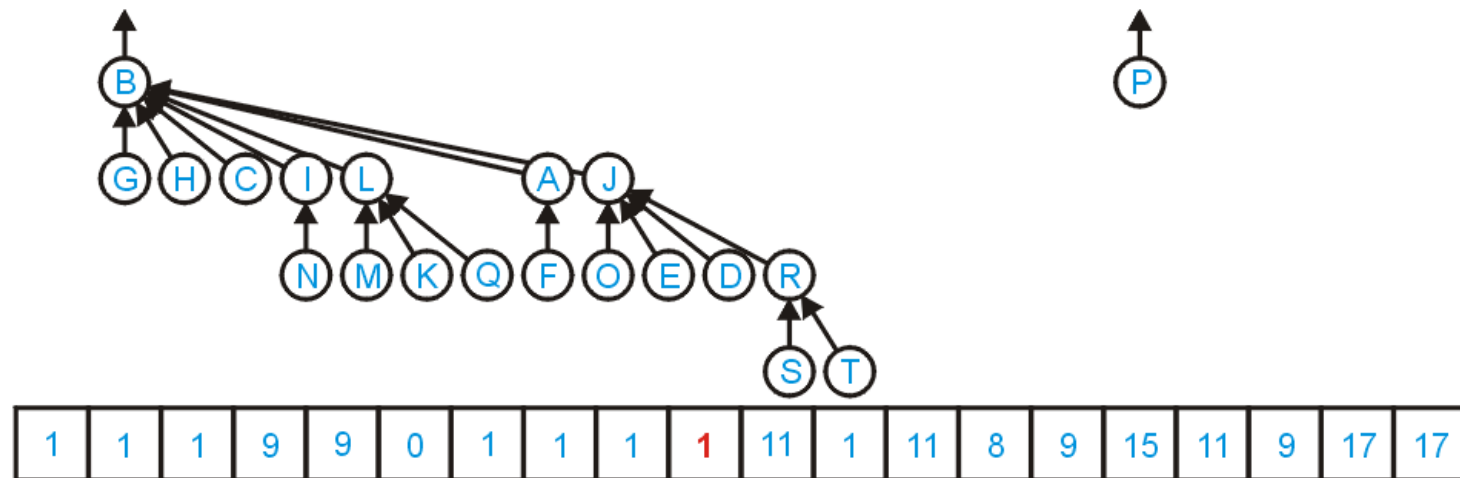 B P
G H C I L A J
N M K Q F O E D R
S T
1 1 1 9 9 0 1 1 1 1 11 1 11 8 9 15 11 9 17 17